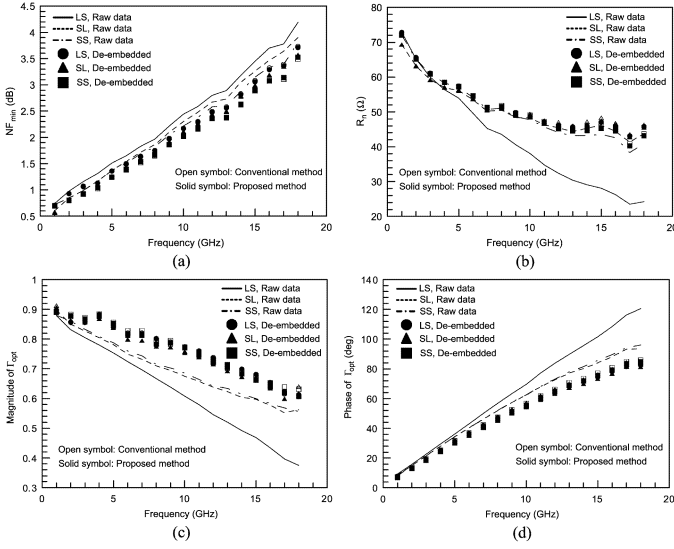 LS, Raw data
SL, Raw data
SS, Raw data
LS, De-embedded
SL, De-embedded
SS, De-embedded
Open symbol: Conventional method
Solid symbol: Proposed method
NFmin (dB)
4.5
4
3.5
3
2.5
2
1.5
1
0.5
0 5 10 15 20
Frequency (GHz)
(a)
LS, Raw data
SL, Raw data
SS, Raw data
LS, De-embedded
SL, De-embedded
SS, De-embedded
Open symbol: Conventional method
Solid symbol: Proposed method
Rn (Ω)
80
70
60
50
40
30
20
0 5 10 15 20
Frequency (GHz)
(b)
LS, Raw data
SL, Raw data
SS, Raw data
LS, De-embedded
SL, De-embedded
SS, De-embedded
Open symbol: Conventional method
Solid symbol: Proposed method
Magnitude of Γopt
1
0.9
0.8
0.7
0.6
0.5
0.4
0.3
0 5 10 15 20
Frequency (GHz)
(c)
LS, Raw data
SL, Raw data
SS, Raw data
LS, De-embedded
SL, De-embedded
SS, De-embedded
Open symbol: Conventional method
Solid symbol: Proposed method
Phase of Γopt (deg)
140
120
100
80
60
40
20
0
0 5 10 15 20
Frequency (GHz)
(d)